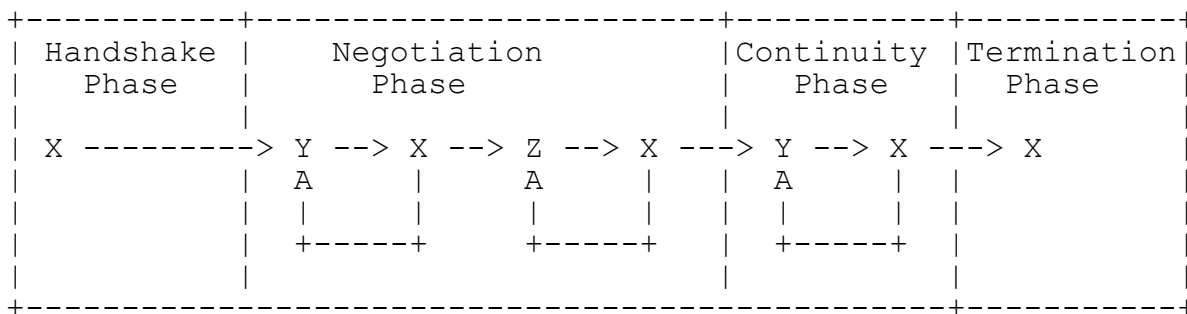 +-----------+------------------------+-----------+-----------+
| Handshake |    Negotiation         |Continuity |Termination|
|   Phase   |      Phase             |   Phase   |  Phase    |
|           |                        |           |           |
| X ---------> Y --> X --> Z --> X ---> Y --> X ---> X       |
|           |  A     |     A     |   |  A     |  |           |
|           |  |     |     |     |   |  |     |  |           |
|           |  +-----+     +-----+   |  +-----+  |           |
|           |                        |           |           |
+------------------------------------------------+-----------+